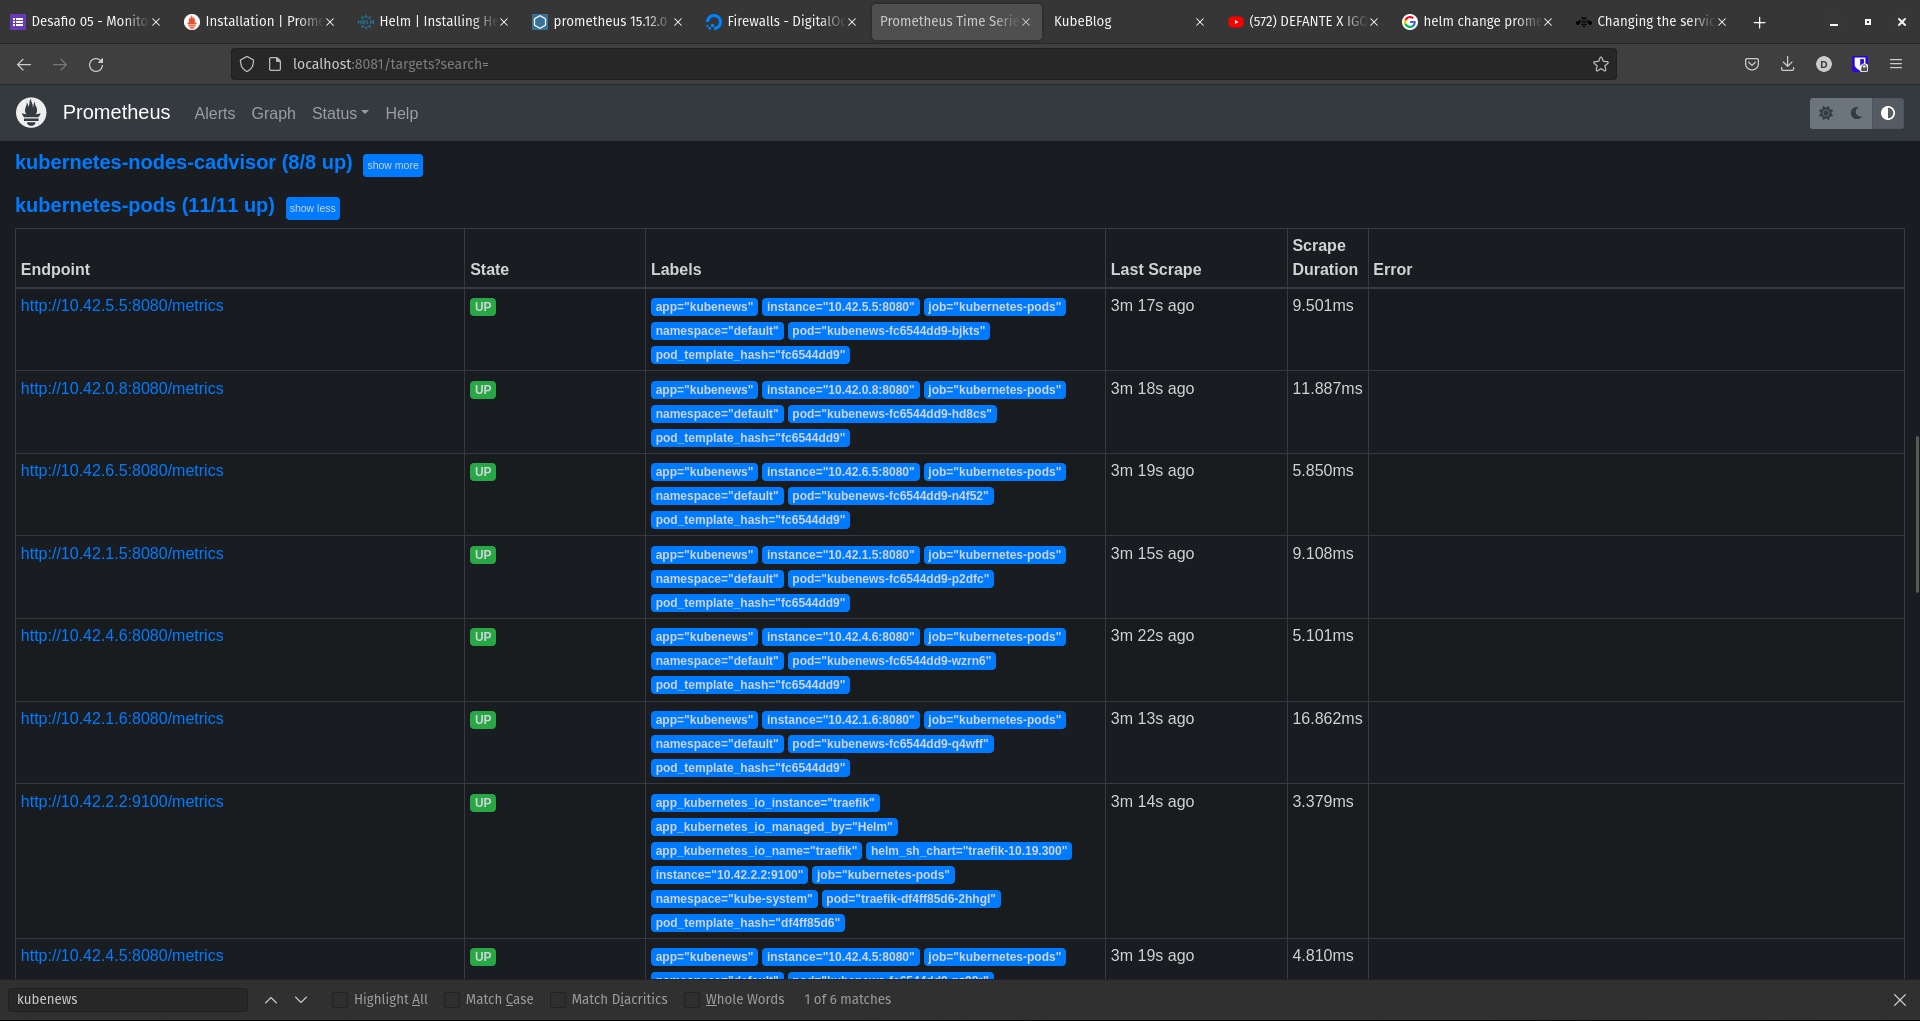 Desafio 05 - Monito
Installation | Prome
Helm | Installing He
prometheus 15.12.0
Firewalls - DigitalOc
Prometheus Time Serie
KubeBlog
(572) DEFANTE X IGO
helm change prome
Changing the servic
localhost:8081/targets?search=
D
Prometheus Alerts Graph Status Help
kubernetes-nodes-cadvisor (8/8 up) show more
kubernetes-pods (11/11 up) show less
Endpoint State Labels Last Scrape Scrape Duration Error
http://10.42.5.5:8080/metrics UP app="kubenews" instance="10.42.5.5:8080" job="kubernetes-pods" 3m 17s ago 9.501ms
namespace="default" pod="kubenews-fc6544dd9-bjkts"
pod_template_hash="fc6544dd9"
http://10.42.0.8:8080/metrics UP app="kubenews" instance="10.42.0.8:8080" job="kubernetes-pods" 3m 18s ago 11.887ms
namespace="default" pod="kubenews-fc6544dd9-hd8cs"
pod_template_hash="fc6544dd9"
http://10.42.6.5:8080/metrics UP app="kubenews" instance="10.42.6.5:8080" job="kubernetes-pods" 3m 19s ago 5.850ms
namespace="default" pod="kubenews-fc6544dd9-n4f52"
pod_template_hash="fc6544dd9"
http://10.42.1.5:8080/metrics UP app="kubenews" instance="10.42.1.5:8080" job="kubernetes-pods" 3m 15s ago 9.108ms
namespace="default" pod="kubenews-fc6544dd9-p2dfc"
pod_template_hash="fc6544dd9"
http://10.42.4.6:8080/metrics UP app="kubenews" instance="10.42.4.6:8080" job="kubernetes-pods" 3m 22s ago 5.101ms
namespace="default" pod="kubenews-fc6544dd9-wzrn6"
pod_template_hash="fc6544dd9"
http://10.42.1.6:8080/metrics UP app="kubenews" instance="10.42.1.6:8080" job="kubernetes-pods" 3m 13s ago 16.862ms
namespace="default" pod="kubenews-fc6544dd9-q4wff"
pod_template_hash="fc6544dd9"
http://10.42.2.2:9100/metrics UP app_kubernetes_io_instance="traefik" 3m 14s ago 3.379ms
app_kubernetes_io_managed_by="Helm"
app_kubernetes_io_name="traefik" helm_sh_chart="traefik-10.19.300"
instance="10.42.2.2:9100" job="kubernetes-pods"
namespace="kube-system" pod="traefik-df4ff85d6-2hhgl"
pod_template_hash="df4ff85d6"
http://10.42.4.5:8080/metrics UP app="kubenews" instance="10.42.4.5:8080" job="kubernetes-pods" 3m 19s ago 4.810ms
kubenews Highlight All Match Case Match Diacritics Whole Words 1 of 6 matches